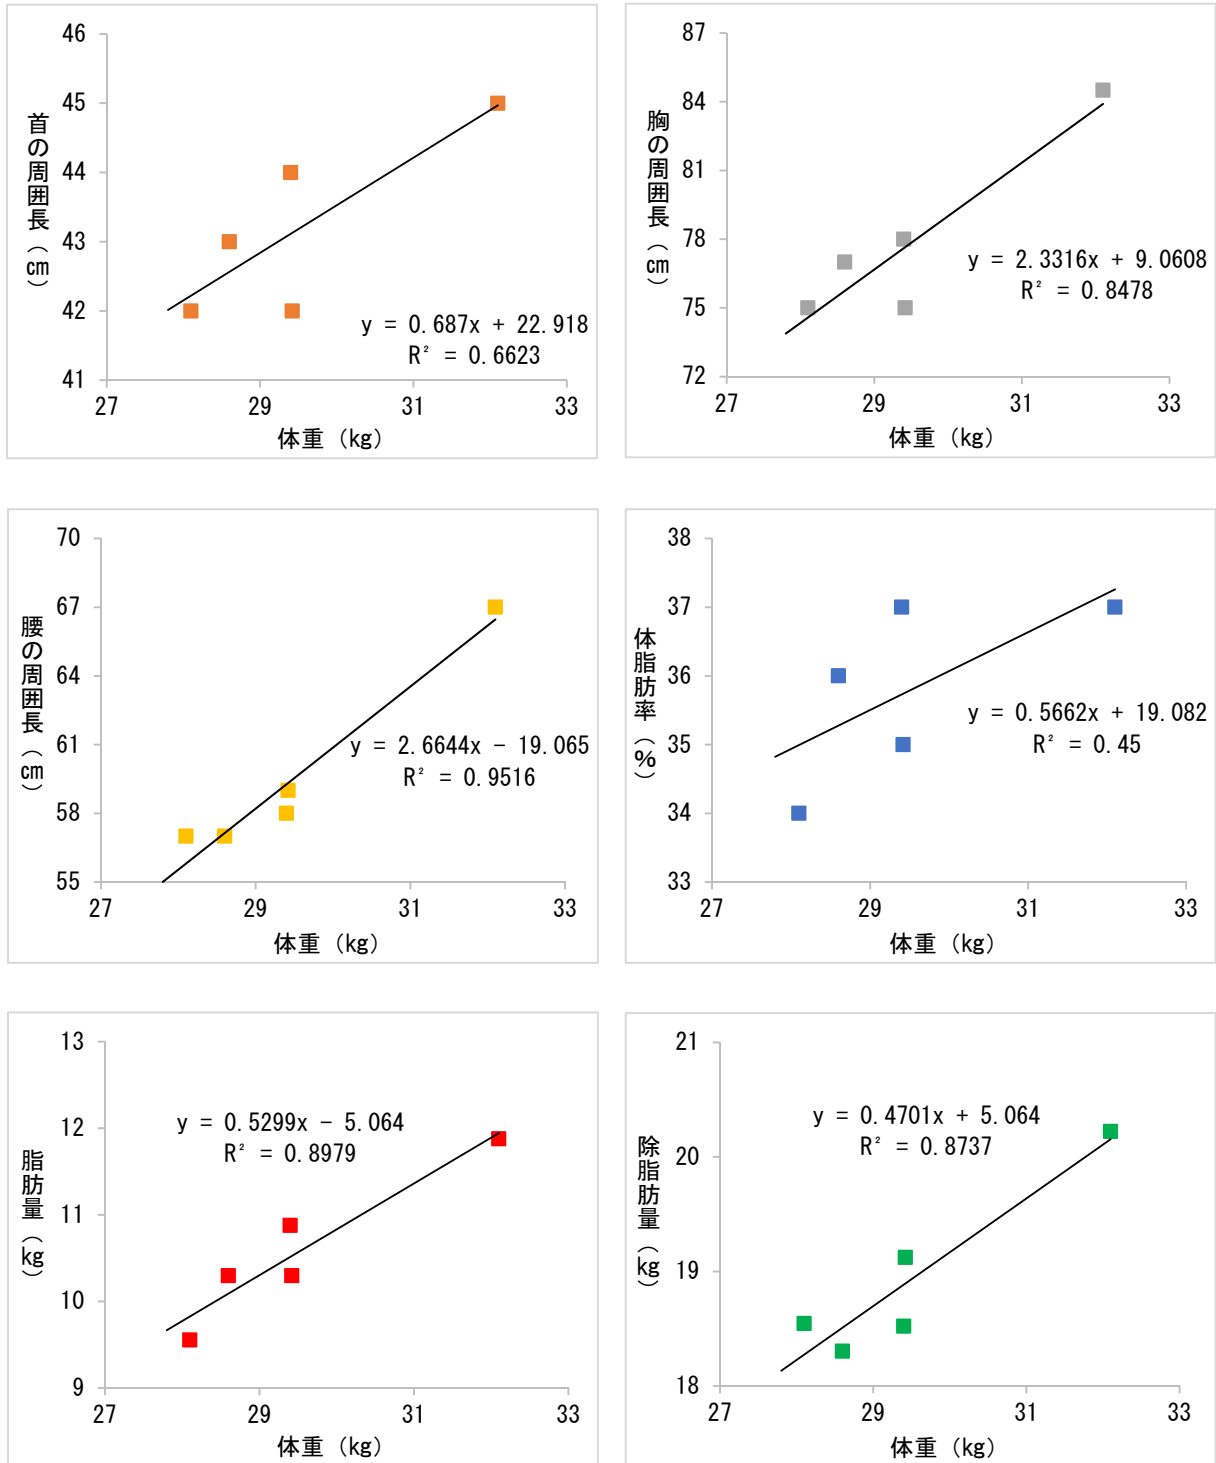 46
45
44
43
42
41
首の周囲長（cm）
y = 0.687x + 22.918
R² = 0.6623
27 29 31 33
体重（kg）
87
84
81
78
75
72
胸の周囲長（cm）
y = 2.3316x + 9.0608
R² = 0.8478
27 29 31 33
体重（kg）
70
67
64
61
58
55
腰の周囲長（cm）
y = 2.6644x − 19.065
R² = 0.9516
27 29 31 33
体重（kg）
38
37
36
35
34
33
体脂肪率（%）
y = 0.5662x + 19.082
R² = 0.45
27 29 31 33
体重（kg）
13
12
11
10
9
脂肪量（kg）
y = 0.5299x − 5.064
R² = 0.8979
27 29 31 33
体重（kg）
21
20
19
18
除脂肪量（kg）
y = 0.4701x + 5.064
R² = 0.8737
27 29 31 33
体重（kg）